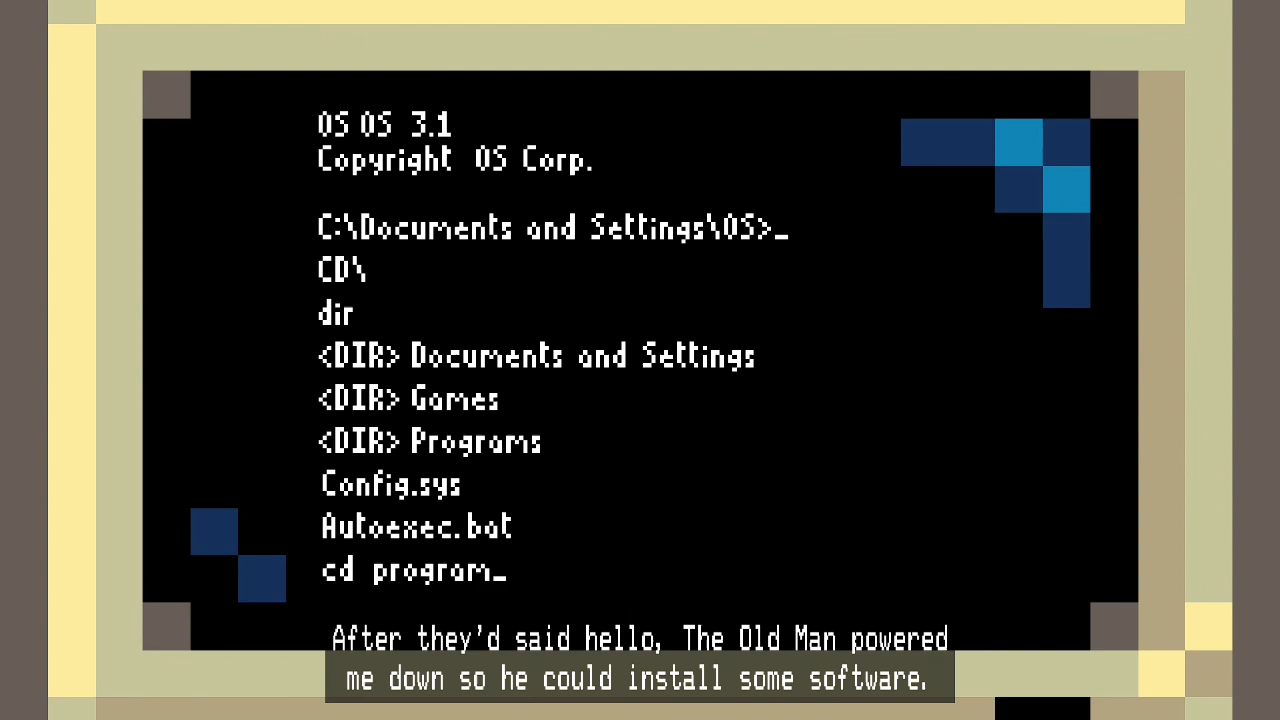 OS OS 3.1
Copyright OS Corp.
C:\Documents and Settings\OS>_
CD\
dir
<DIR> Documents and Settings
<DIR> Games
<DIR> Programs
Config.sys
Autoexec.bat
cd program_
After they'd said hello, The Old Man powered
me down so he could install some software.